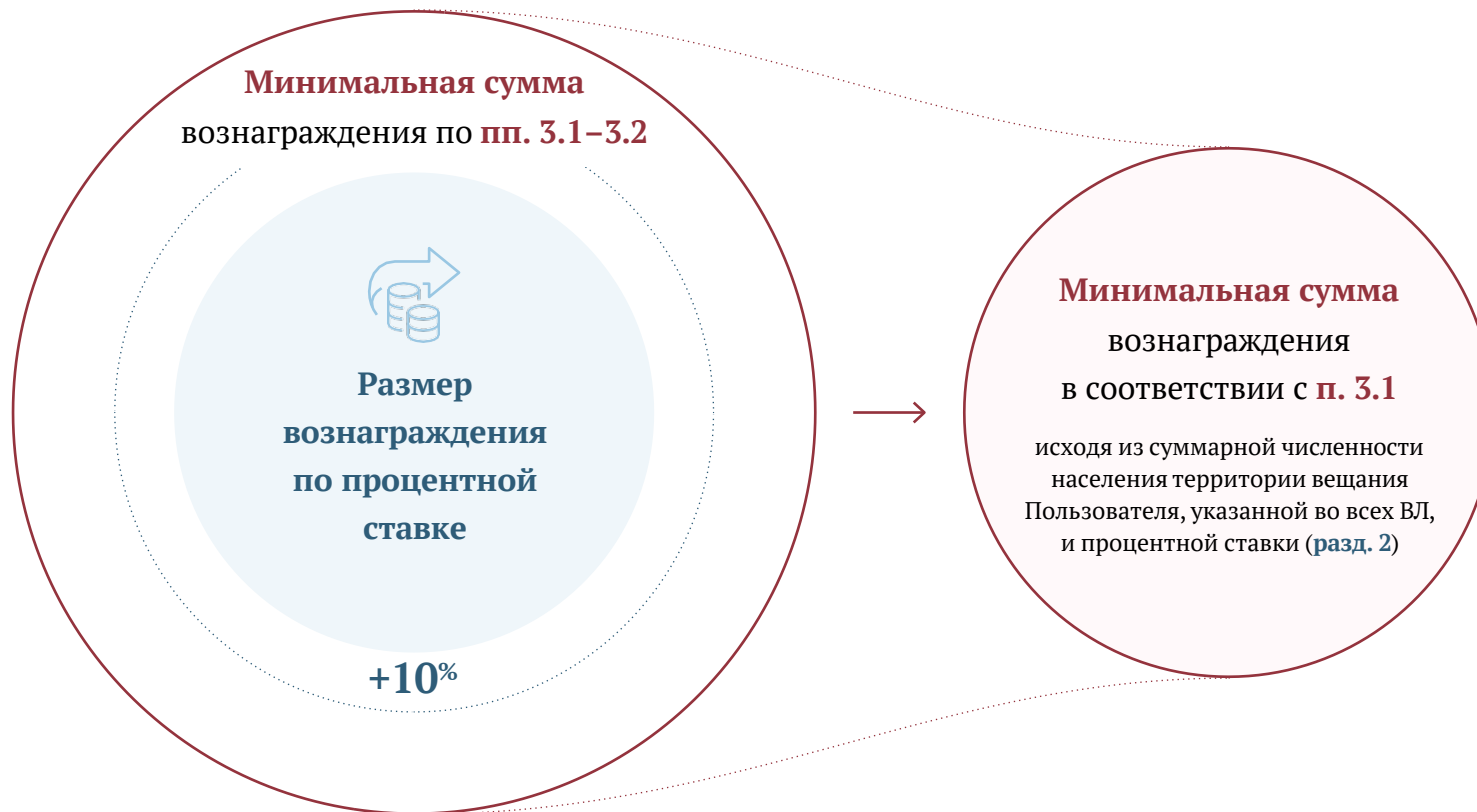 Минимальная сумма
вознаграждения по пп. 3.1–3.2
Размер
вознаграждения
по процентной
ставке
+10%
Минимальная сумма
вознаграждения
в соответствии с п. 3.1
исходя из суммарной численности
населения территории вещания
Пользователя, указанной во всех ВЛ,
и процентной ставки (разд. 2)